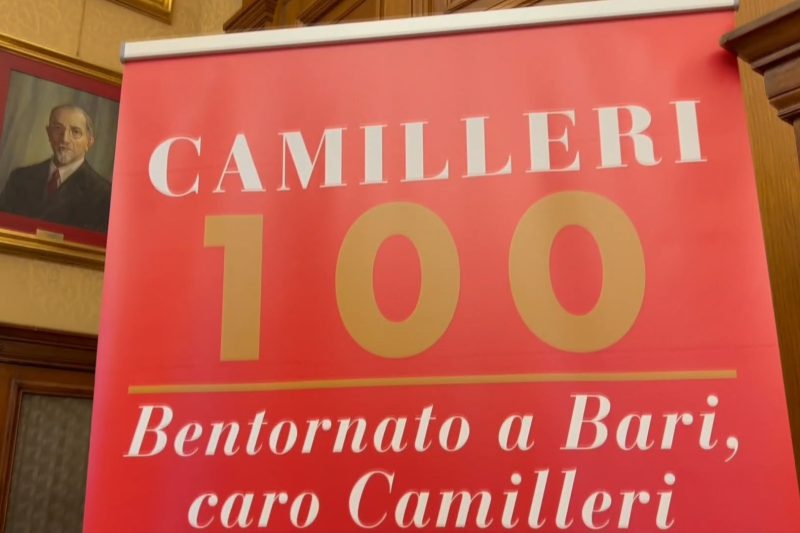 CAMILLERI
100
Bentornato a Bari,
caro Camilleri